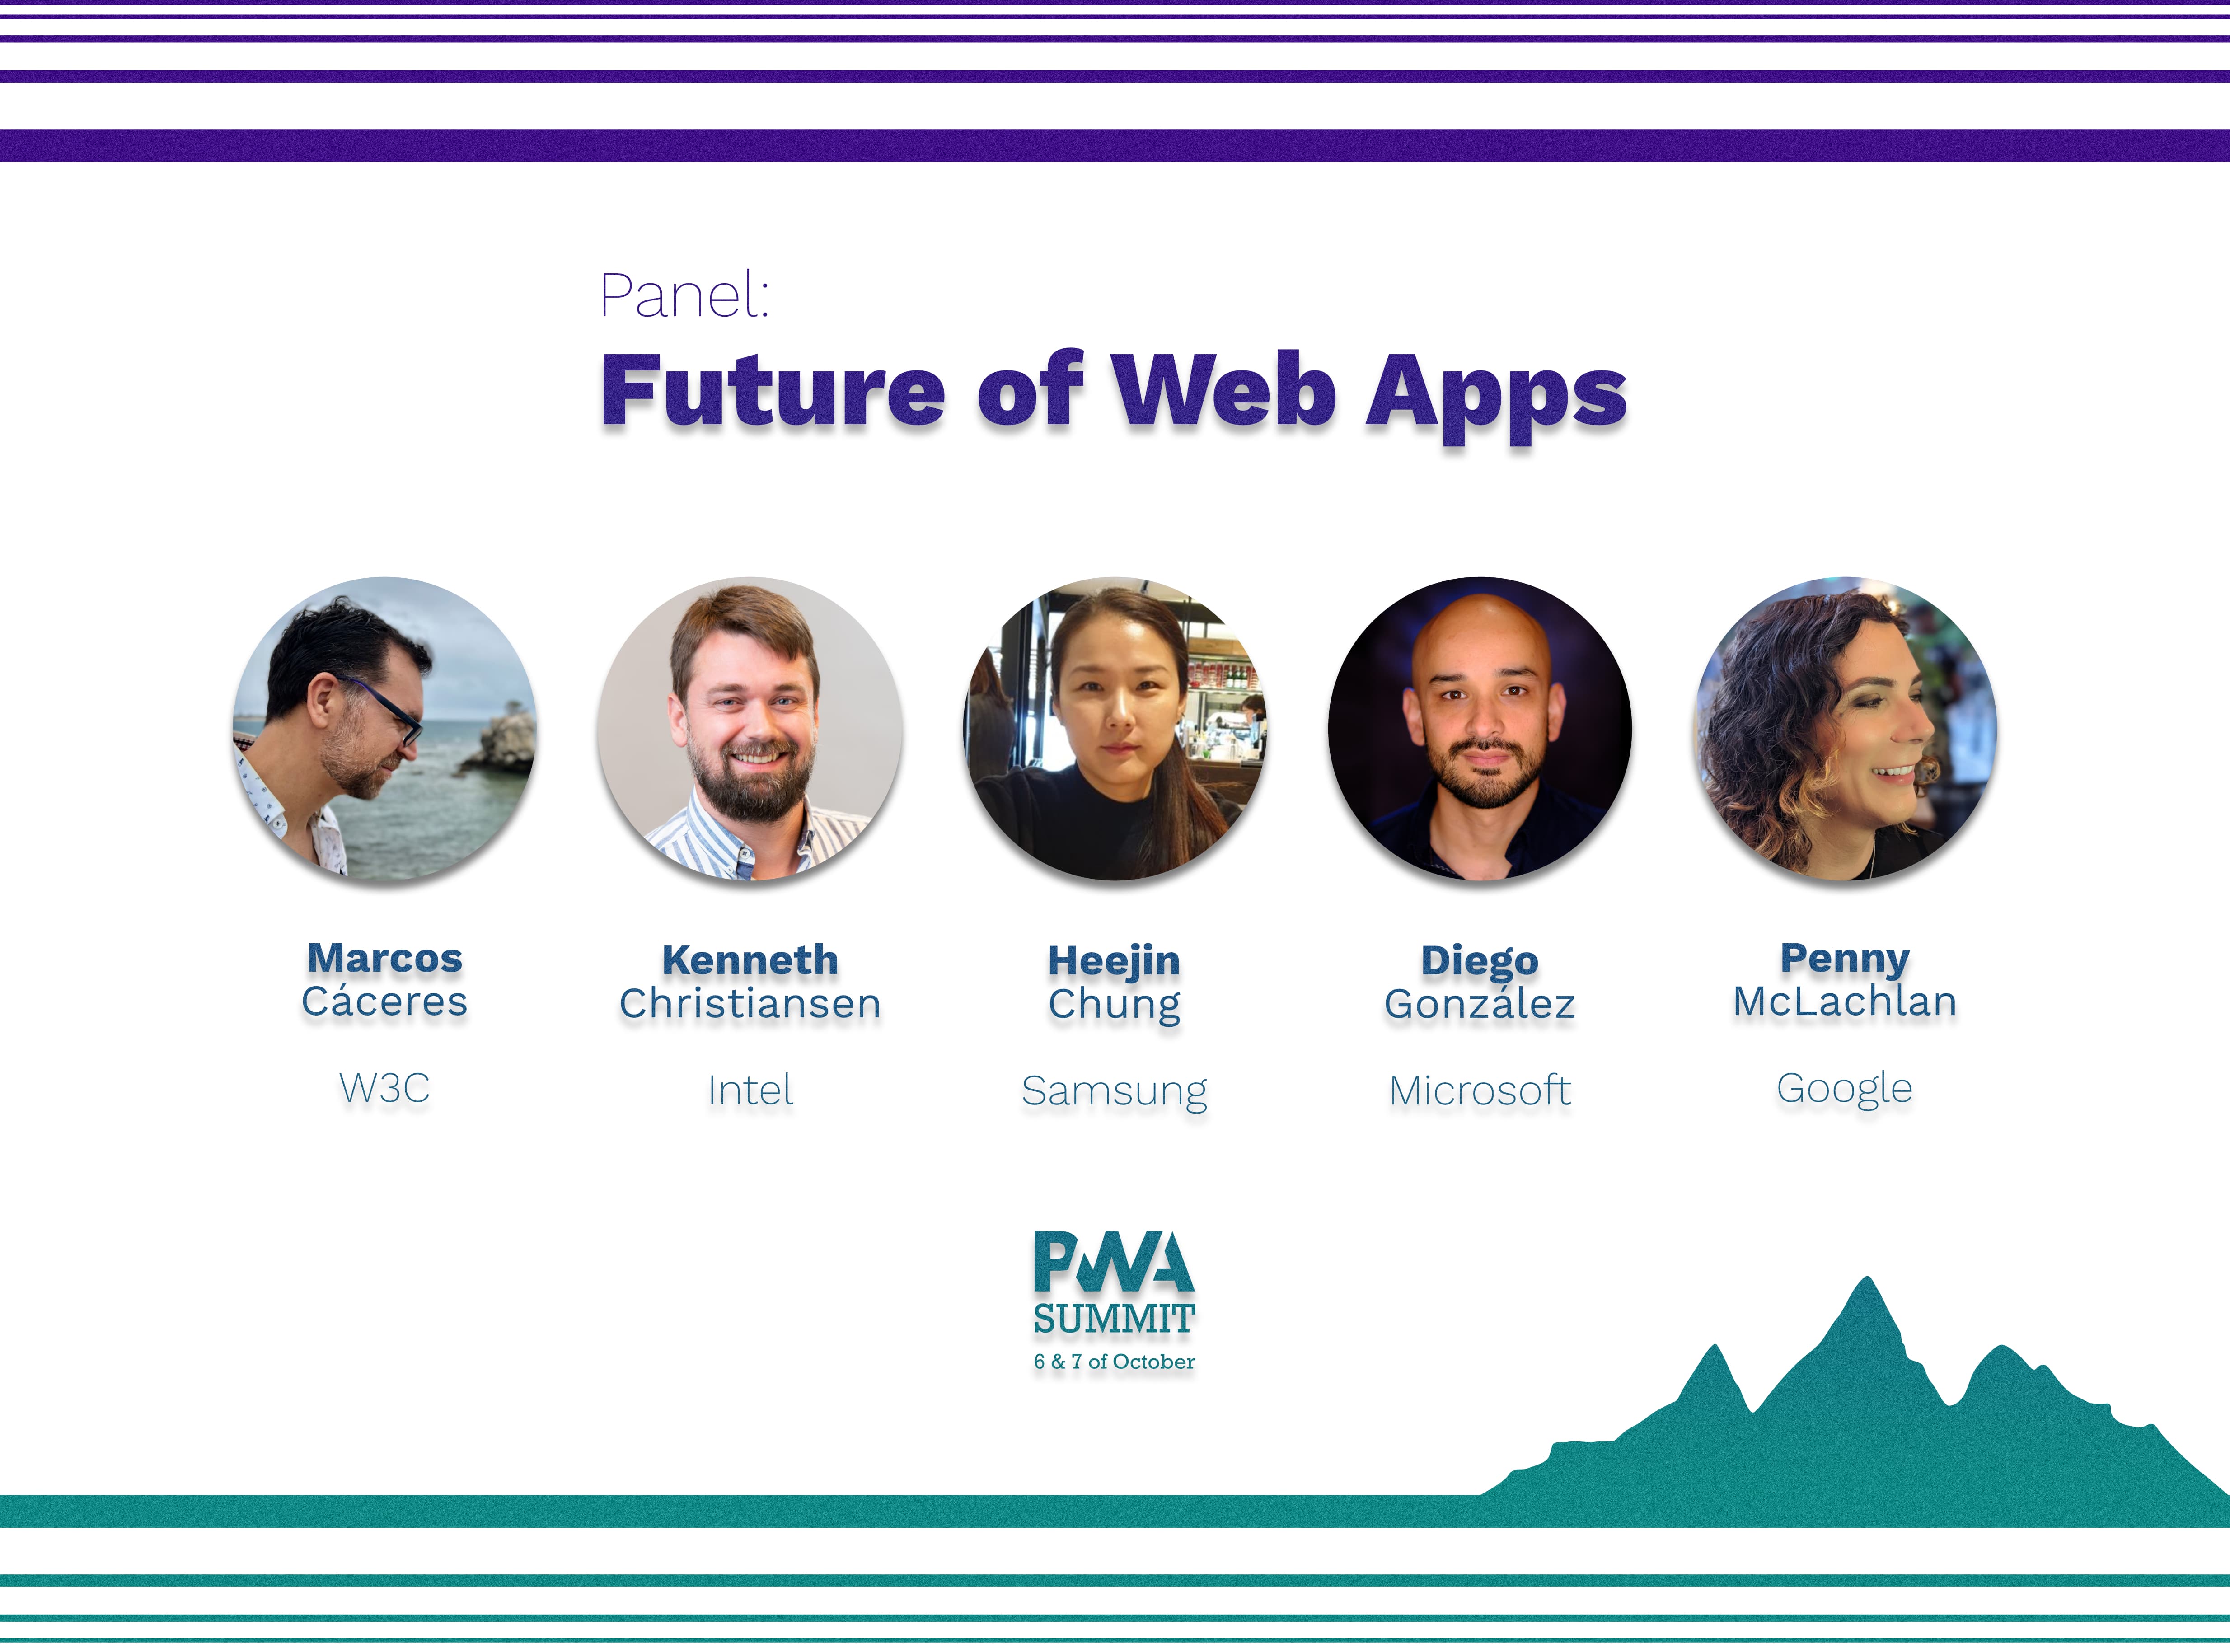 Panel:
Future of Web Apps
Marcos
Cáceres
W3C
Kenneth
Christiansen
Intel
Heejin
Chung
Samsung
Diego
González
Microsoft
Penny
McLachlan
Google
PWA
SUMMIT
6 & 7 of October